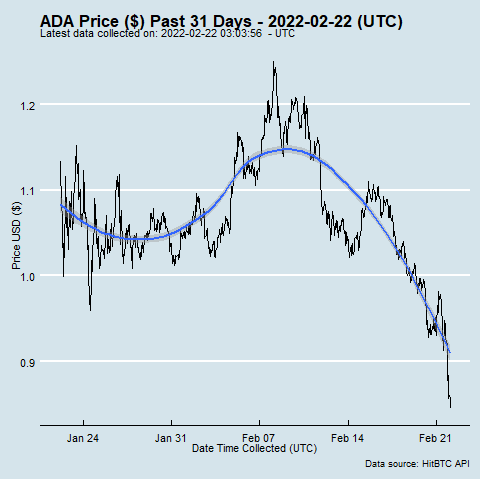 ADA Price ($) Past 31 Days - 2022-02-22 (UTC)
Latest data collected on: 2022-02-22 03:03:56 - UTC
Price USD ($)
1.2
1.1
1.0
0.9
Jan 24 Jan 31 Feb 07 Feb 14 Feb 21
Date Time Collected (UTC)
Data source: HitBTC API